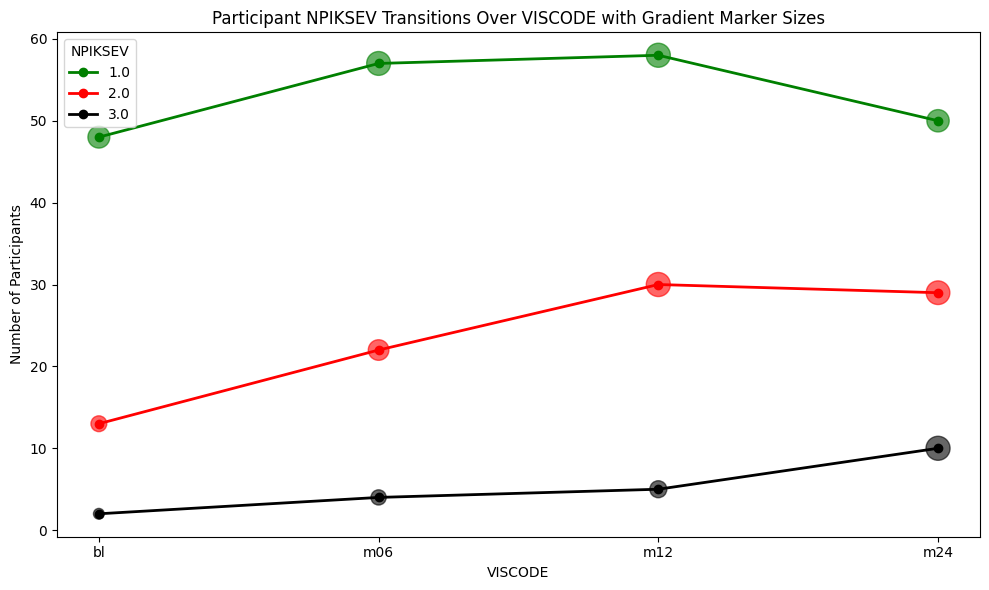 Participant NPIKSEV Transitions Over VISCODE with Gradient Marker Sizes
NPIKSEV
1.0
2.0
3.0
Number of Participants
60
50
40
30
20
10
0
bl
m06
m12
m24
VISCODE